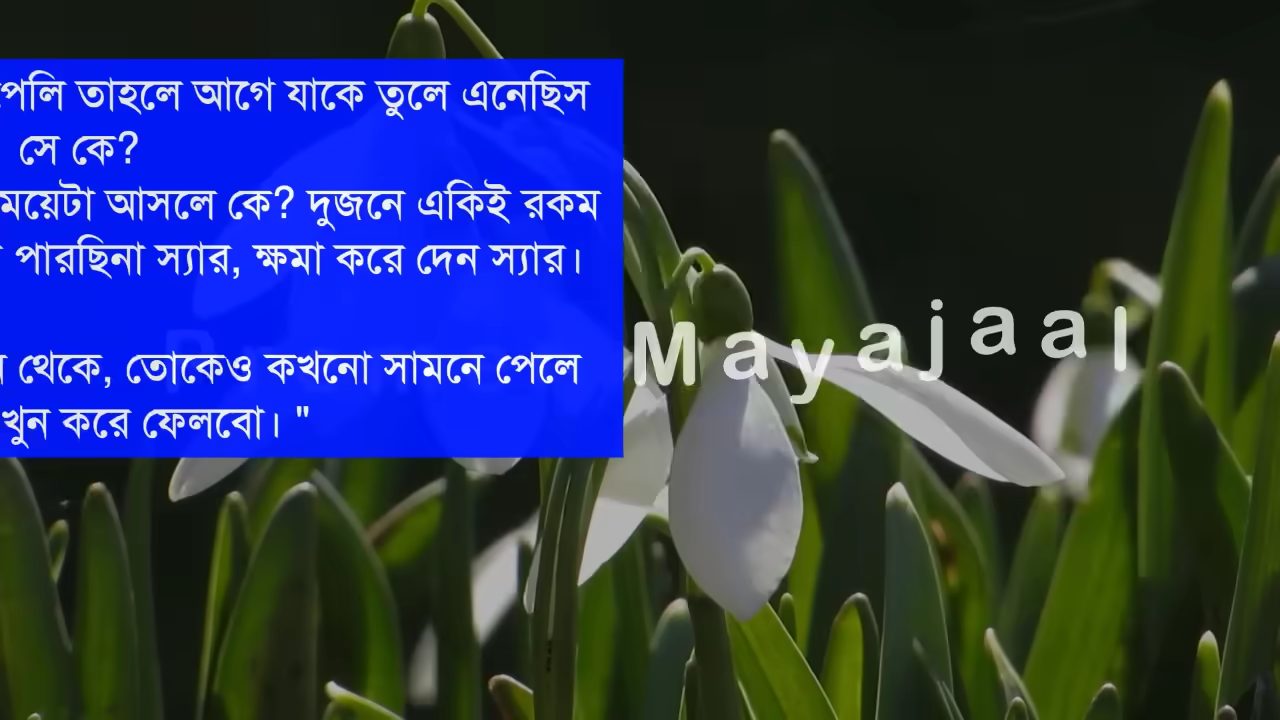 তাহলে আগে যাকে তুলে এনেছিস
সে কে?
আসলে কে? দুজনে একিই রকম
পারছিনা স্যার, ক্ষমা করে দেন স্যার।
থেকে, তোকেও কখনো সামনে পেলে
খুন করে ফেলবো। "
Mayajaal